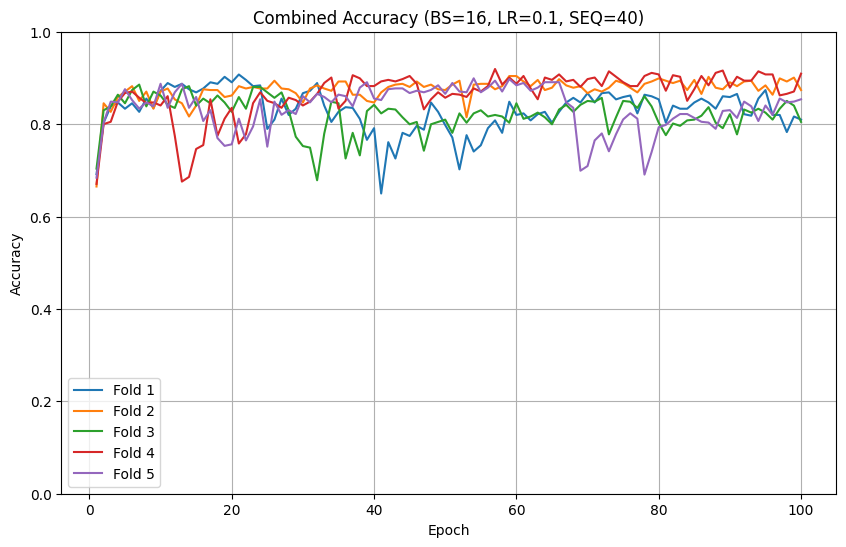 Combined Accuracy (BS=16, LR=0.1, SEQ=40)
1.0
0.8
0.6
0.4
0.2
0.0
Accuracy
Fold 1
Fold 2
Fold 3
Fold 4
Fold 5
0 20 40 60 80 100
Epoch